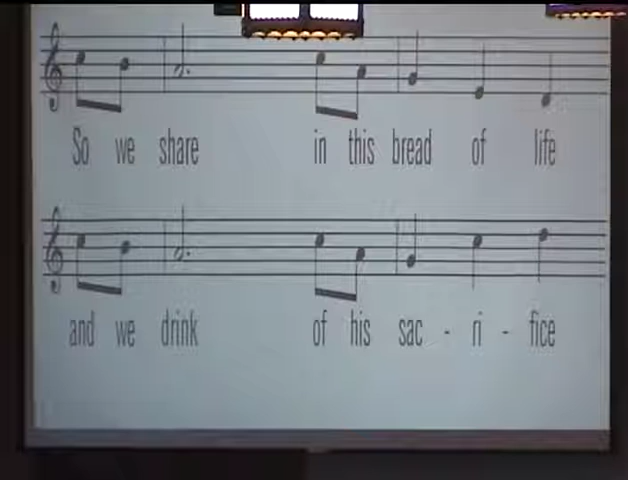 So we share in this bread of life
and we drink of his sac - ri - fice